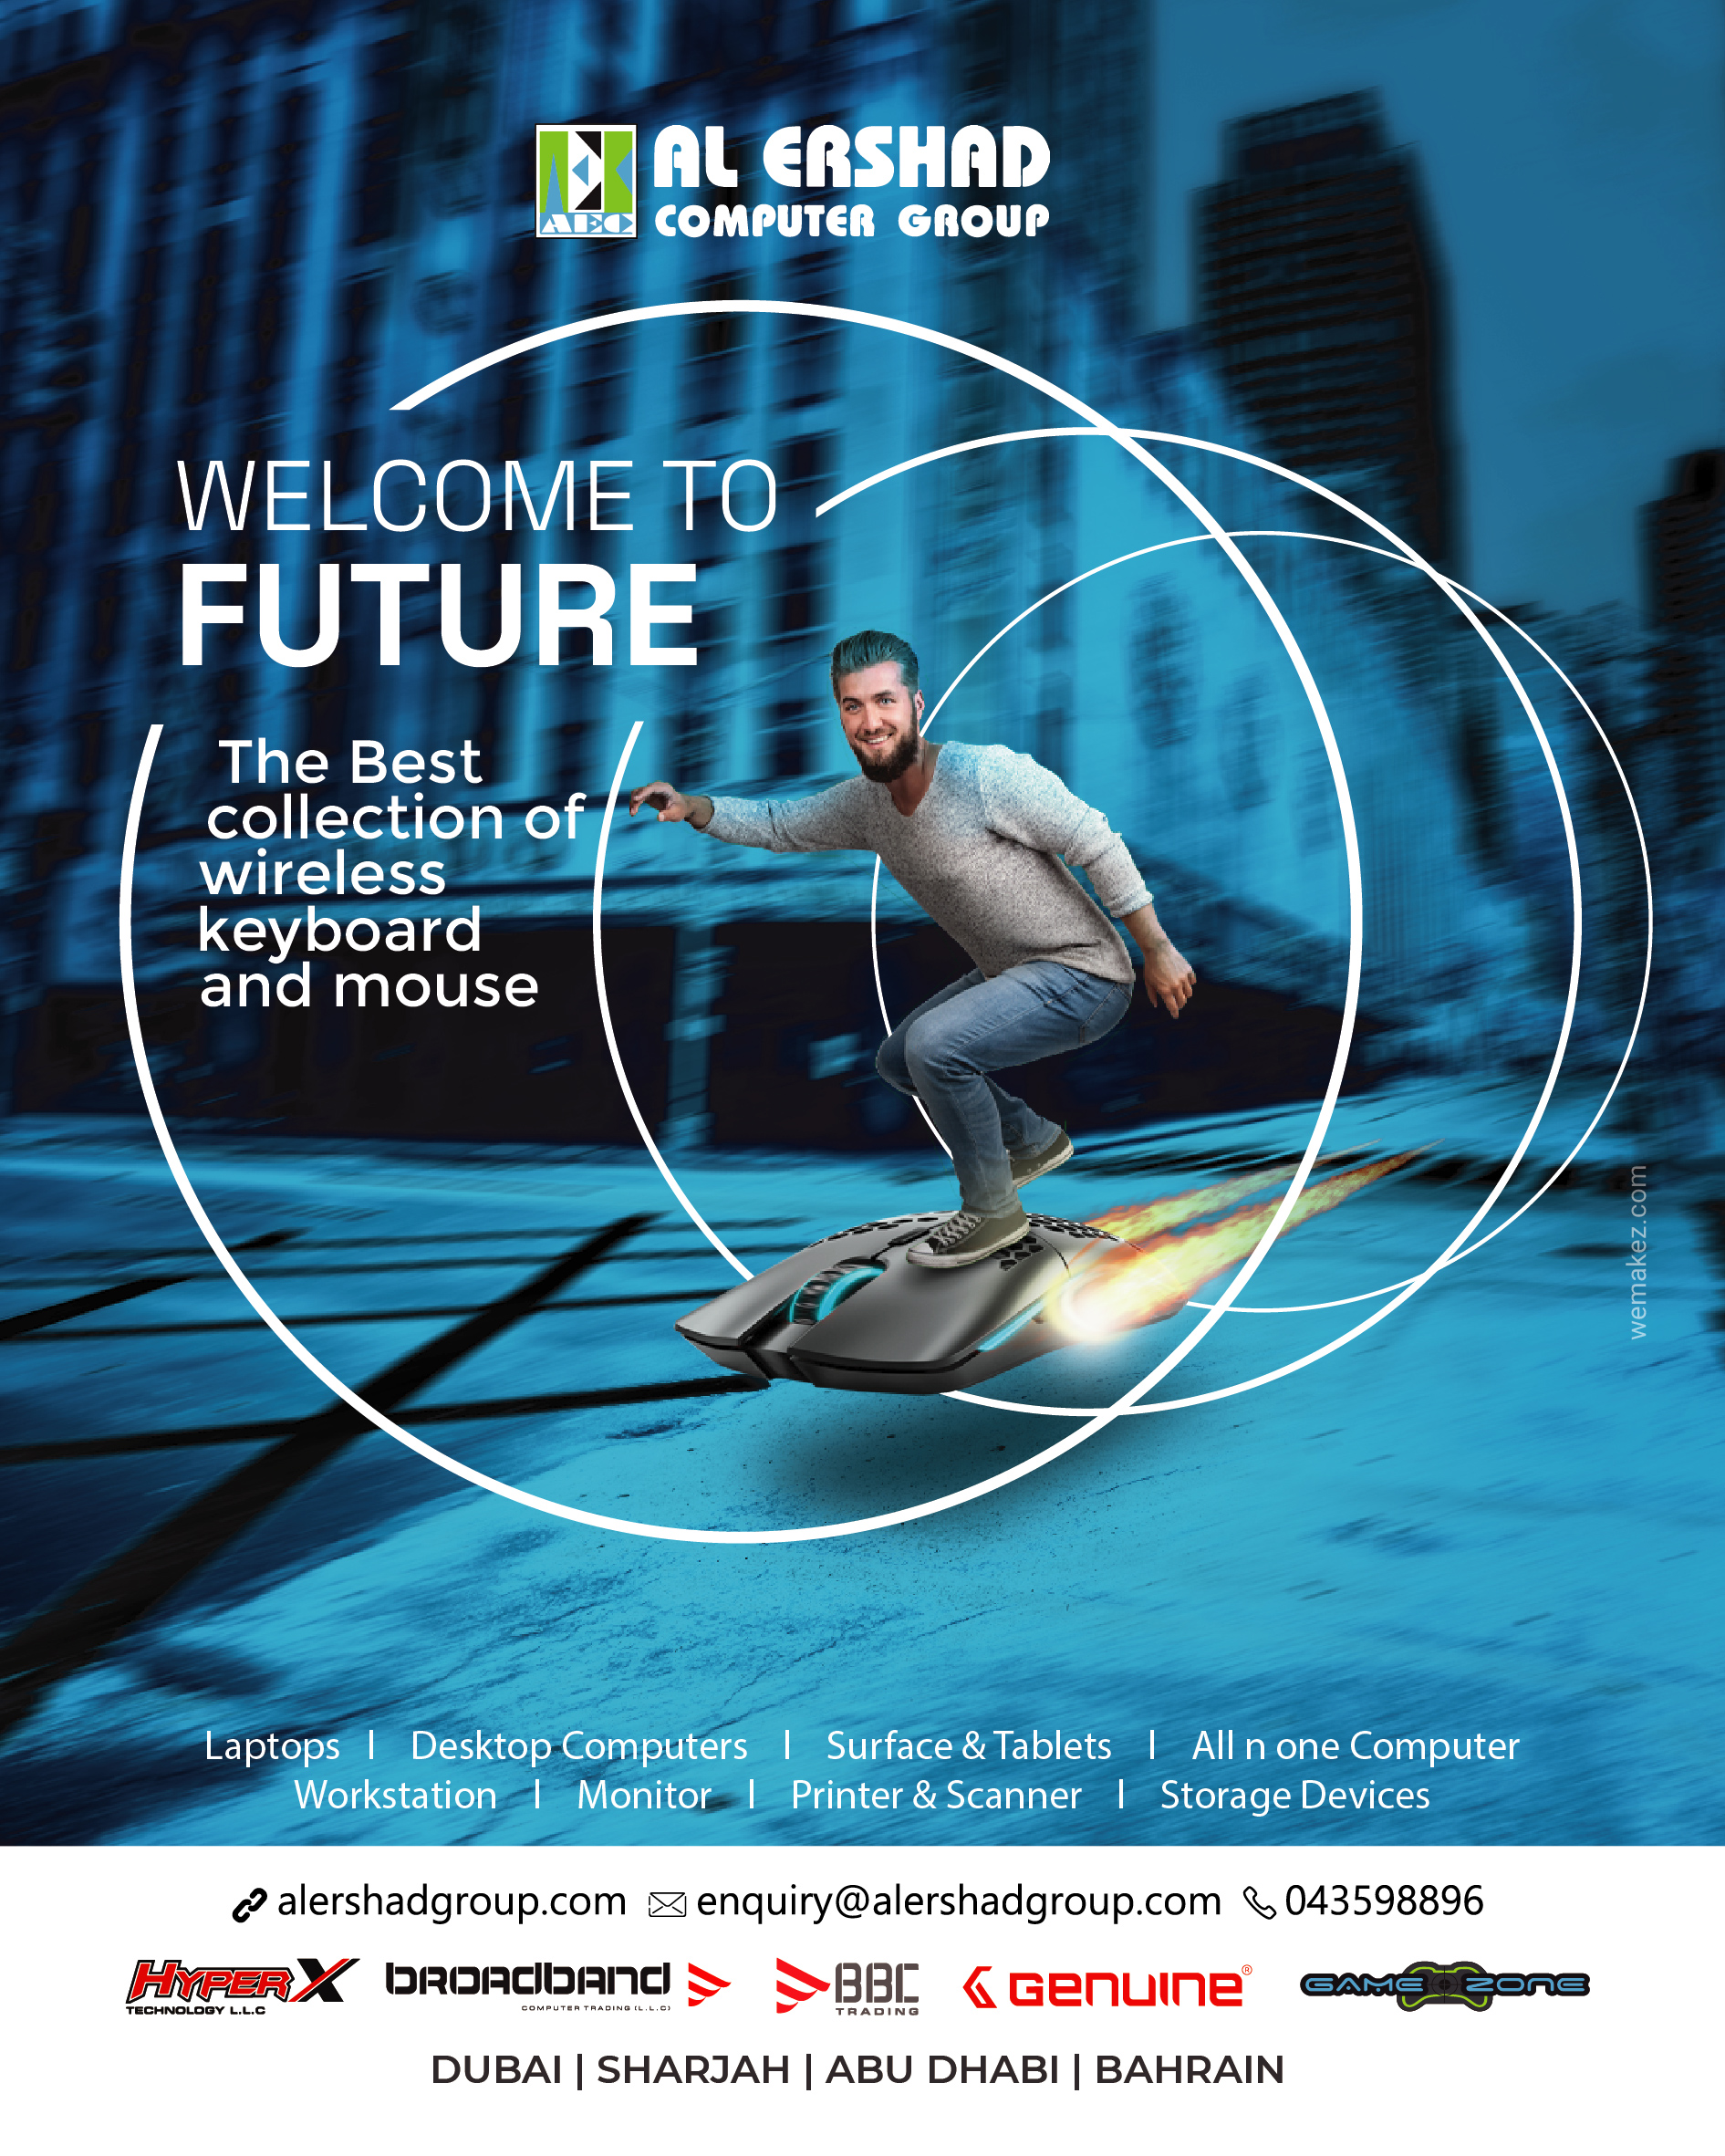 AEC
AL ERSHAD
COMPUTER GROUP
WELCOME TO
FUTURE
The Best
collection of
wireless
keyboard
and mouse
wemakez.com
Laptops | Desktop Computers | Surface & Tablets | All n one Computer
Workstation | Monitor | Printer & Scanner | Storage Devices
alershadgroup.com enquiry@alershadgroup.com 043598896
HYPERX
TECHNOLOGY L.L.C
broadband
COMPUTER TRADING (L.L.C)
BBC
TRADING
GENUINE®
GAME ZONE
DUBAI | SHARJAH | ABU DHABI | BAHRAIN